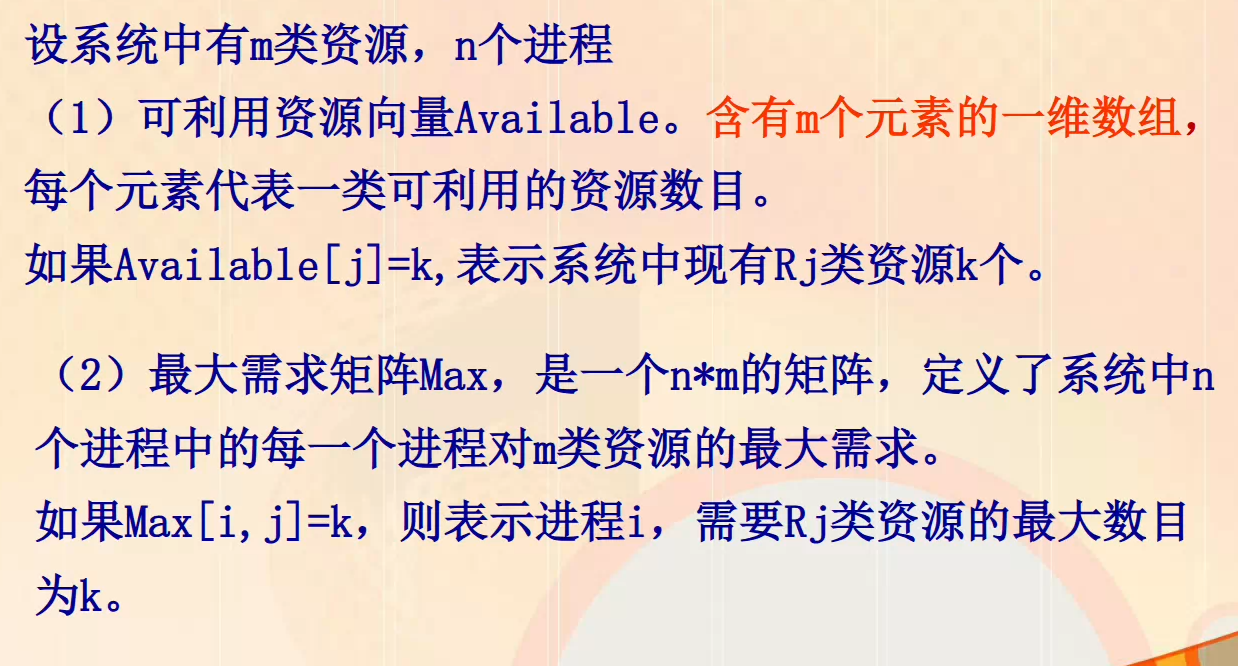 设系统中有m类资源，n个进程
（1）可利用资源向量Available。含有m个元素的一维数组，
每个元素代表一类可利用的资源数目。
如果Available[j]=k,表示系统中现有Rj类资源k个。
（2）最大需求矩阵Max，是一个n*m的矩阵，定义了系统中n
个进程中的每一个进程对m类资源的最大需求。
如果Max[i,j]=k，则表示进程i，需要Rj类资源的最大数目
为k。